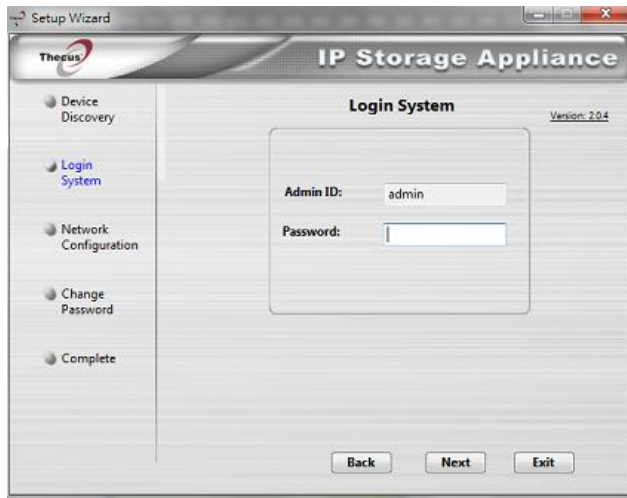 Setup Wizard
Thecus
IP Storage Appliance
Device
Discovery
Login
System
Network
Configuration
Change
Password
Complete
Login System
Version: 2.0.4
Admin ID:
admin
Password:
Back
Next
Exit